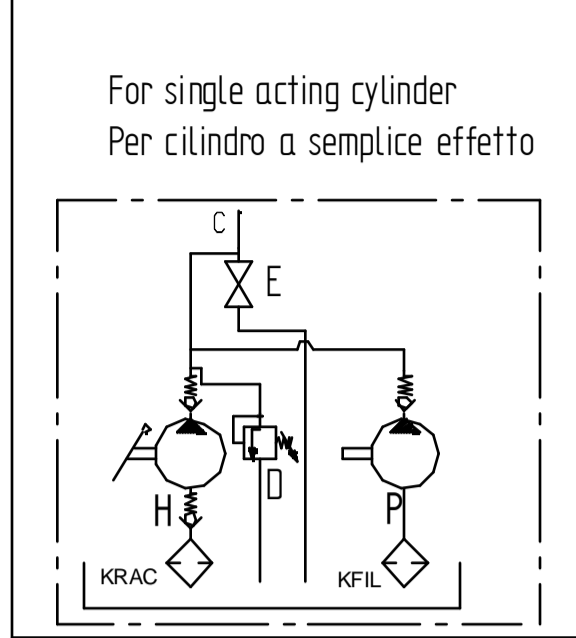 For single acting cylinder
Per cilindro a semplice effetto
C
E
D
H
P
KRAC
KFIL